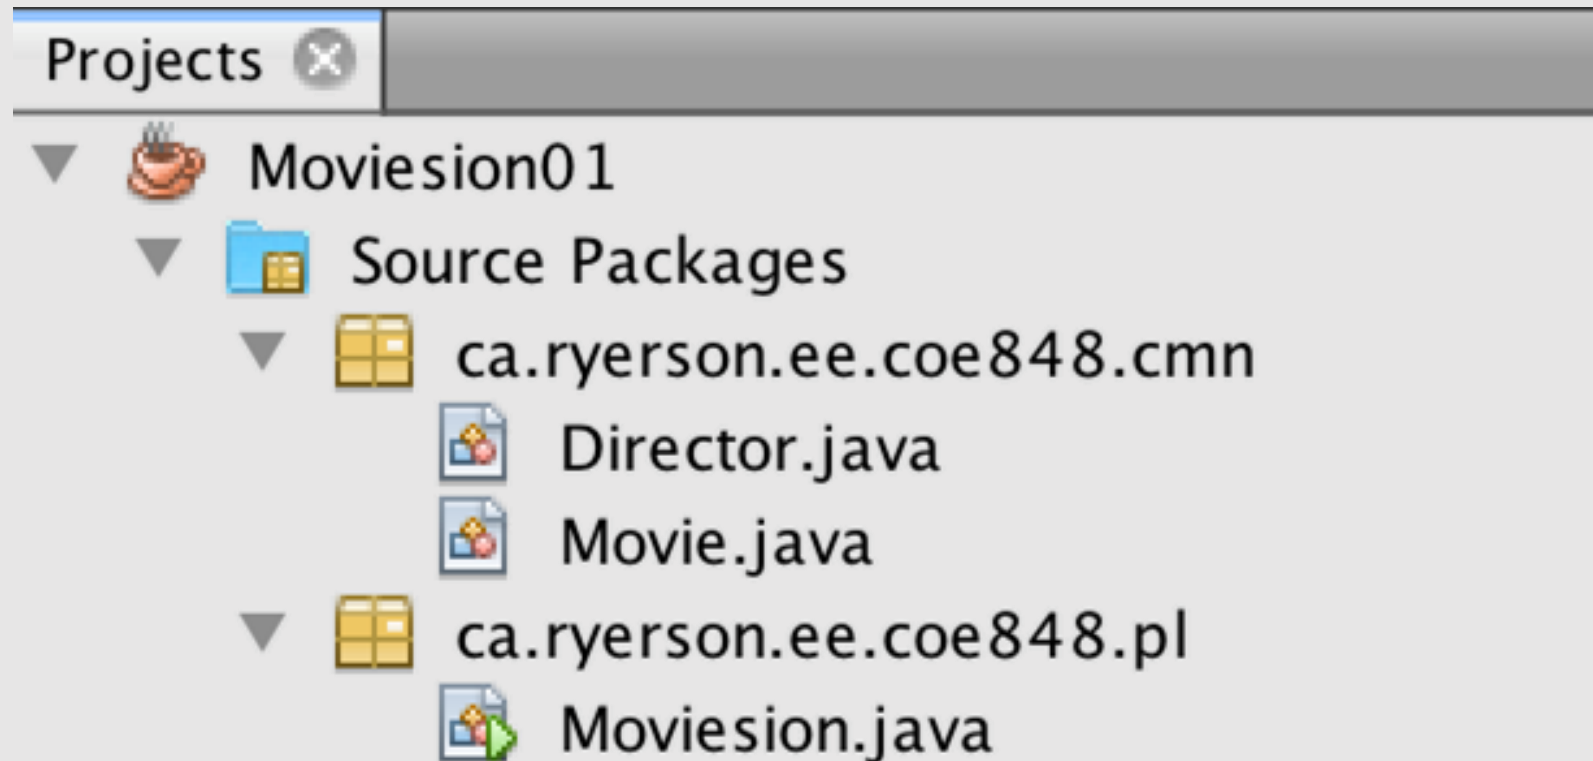 Projects
Moviesion01
Source Packages
ca.ryerson.ee.coe848.cmn
Director.java
Movie.java
ca.ryerson.ee.coe848.pl
Moviesion.java